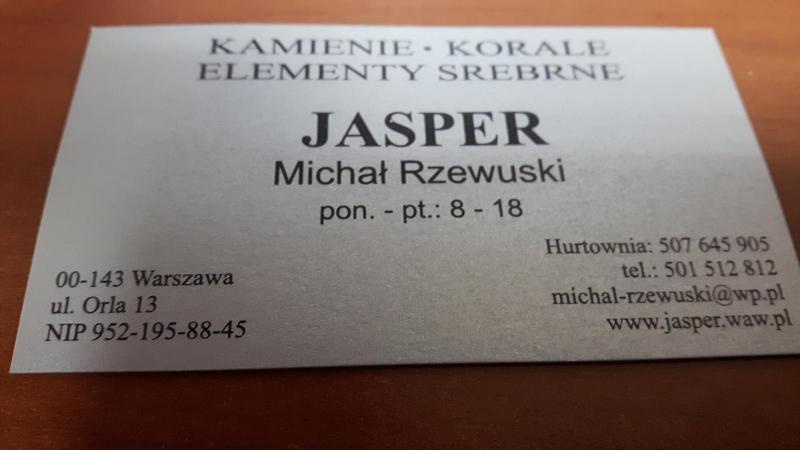 KAMIENIE • KORALE
ELEMENTY SREBRNE
JASPER
Michał Rzewuski
pon. - pt.: 8 - 18
00-143 Warszawa
ul. Orla 13
NIP 952-195-88-45
Hurtownia: 507 645 905
tel.: 501 512 812
michal-rzewuski@wp.pl
www.jasper.waw.pl